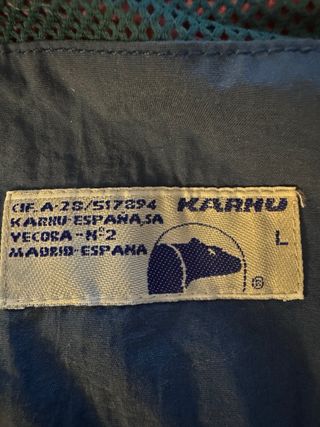 CIF. A-28/517894
KARHU-ESPAÑA,SA
YECORA-Nº2
MADRID-ESPAÑA
KARHU
L
®